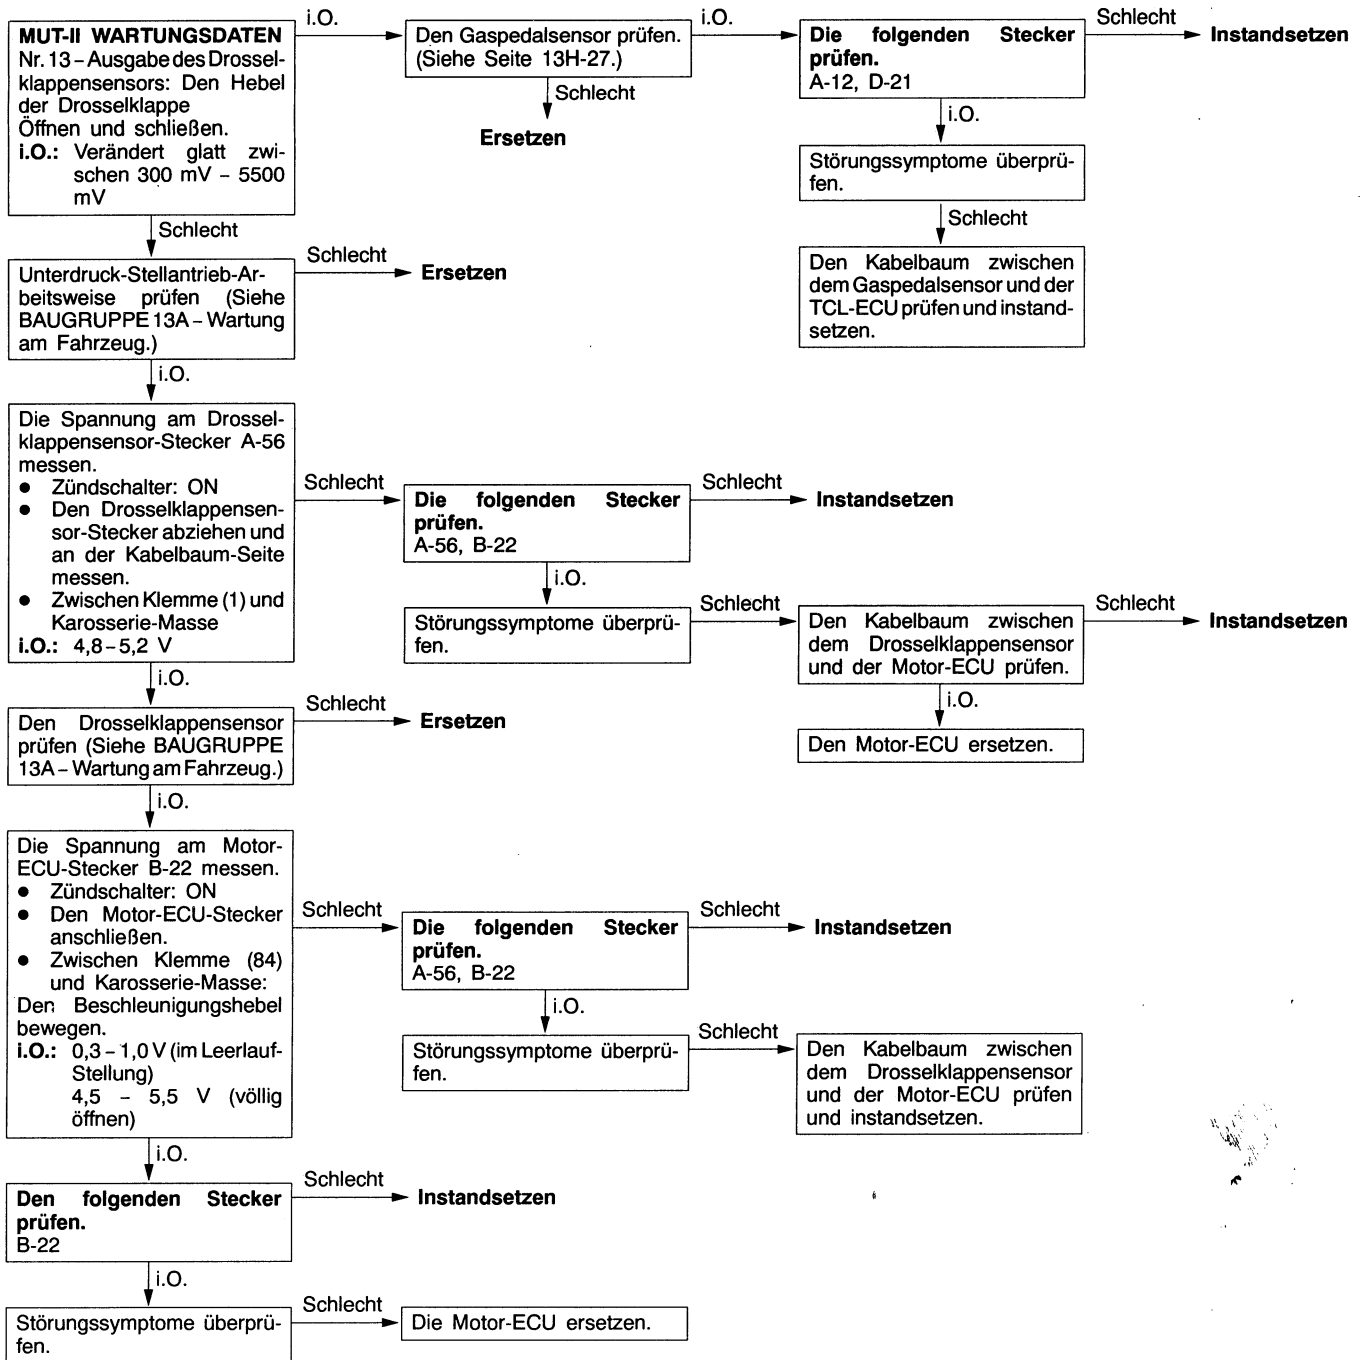 MUT-II WARTUNGSDATEN
Nr. 13 – Ausgabe des Drossel-
klappensensors: Den Hebel
der Drosselklappe
Öffnen und schließen.
i.O.: Verändert glatt zwi-
schen 300 mV – 5500
mV
i.O.
Den Gaspedalsensor prüfen.
(Siehe Seite 13H-27.)
Schlecht
Ersetzen
i.O.
Die folgenden Stecker
prüfen.
A-12, D-21
Schlecht
Instandsetzen
i.O.
Störungssymptome überprü-
fen.
Schlecht
Den Kabelbaum zwischen
dem Gaspedalsensor und der
TCL-ECU prüfen und instand-
setzen.
Schlecht
Unterdruck-Stellantrieb-Ar-
beitsweise prüfen (Siehe
BAUGRUPPE 13A – Wartung
am Fahrzeug.)
Schlecht
Ersetzen
i.O.
Die Spannung am Drossel-
klappensensor-Stecker A-56
messen.
● Zündschalter: ON
● Den Drosselklappensen-
sor-Stecker abziehen und
an der Kabelbaum-Seite
messen.
● Zwischen Klemme (1) und
Karosserie-Masse
i.O.: 4,8 – 5,2 V
Schlecht
Die folgenden Stecker
prüfen.
A-56, B-22
Schlecht
Instandsetzen
i.O.
Störungssymptome überprü-
fen.
Schlecht
Den Kabelbaum zwischen
dem Drosselklappensensor
und der Motor-ECU prüfen.
Schlecht
Instandsetzen
i.O.
Den Motor-ECU ersetzen.
i.O.
Den Drosselklappensensor
prüfen (Siehe BAUGRUPPE
13A – Wartung am Fahrzeug.)
Schlecht
Ersetzen
i.O.
Die Spannung am Motor-
ECU-Stecker B-22 messen.
● Zündschalter: ON
● Den Motor-ECU-Stecker
anschließen.
● Zwischen Klemme (84)
und Karosserie-Masse:
Den Beschleunigungshebel
bewegen.
i.O.: 0,3 – 1,0 V (im Leerlauf-
Stellung)
4,5 – 5,5 V (völlig
öffnen)
Schlecht
Die folgenden Stecker
prüfen.
A-56, B-22
Schlecht
Instandsetzen
i.O.
Störungssymptome überprü-
fen.
Schlecht
Den Kabelbaum zwischen
dem Drosselklappensensor
und der Motor-ECU prüfen
und instandsetzen.
i.O.
Den folgenden Stecker
prüfen.
B-22
Schlecht
Instandsetzen
i.O.
Störungssymptome überprü-
fen.
Schlecht
Die Motor-ECU ersetzen.